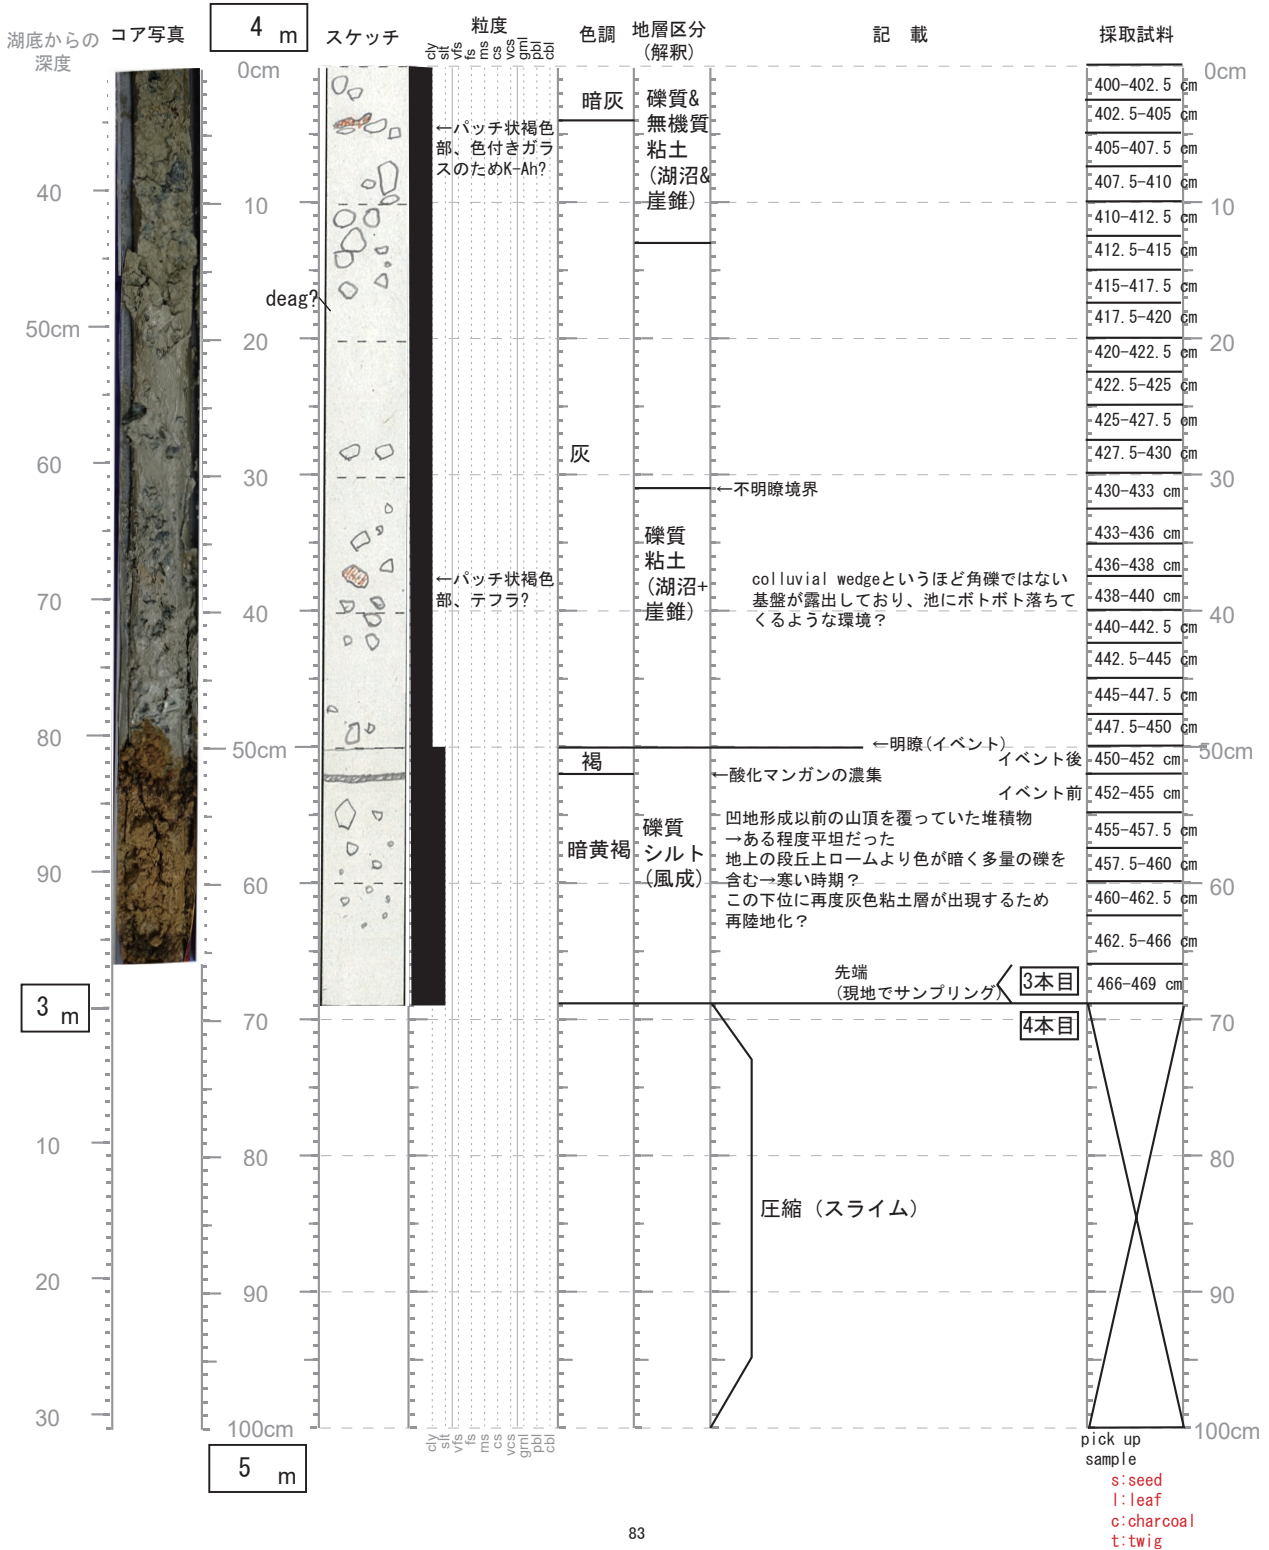 湖底からの
深度
コア写真
4 m
スケッチ
粒度
cly
slt
vfs
fs
ms
cs
vcs
grnl
pbl
cbl
色調
地層区分
(解釈)
記 載
採取試料
0cm
10
20
30
40
50cm
60
70
80
90
100cm
40
50cm
60
70
80
90
3 m
10
20
30
5 m
deag?
←パッチ状褐色
部、色付きガラ
スのためK-Ah?
←パッチ状褐色
部、テフラ?
暗灰
灰
褐
暗黄褐
礫質&
無機質
粘土
(湖沼&
崖錐)
礫質
粘土
(湖沼+
崖錐)
礫質
シルト
(風成)
←不明瞭境界
colluvial wedgeというほど角礫ではない
基盤が露出しており、池にボトボト落ちて
くるような環境？
←明瞭(イベント)
イベント後
←酸化マンガンの濃集
イベント前
凹地形成以前の山頂を覆っていた堆積物
→ある程度平坦だった
地上の段丘上ロームより色が暗く多量の礫を
含む→寒い時期？
この下位に再度灰色粘土層が出現するため
再陸地化？
先端
(現地でサンプリング)
3本目
4本目
圧縮（スライム）
400-402.5 cm
402.5-405 cm
405-407.5 cm
407.5-410 cm
410-412.5 cm
412.5-415 cm
415-417.5 cm
417.5-420 cm
420-422.5 cm
422.5-425 cm
425-427.5 cm
427.5-430 cm
430-433 cm
433-436 cm
436-438 cm
438-440 cm
440-442.5 cm
442.5-445 cm
445-447.5 cm
447.5-450 cm
450-452 cm
452-455 cm
455-457.5 cm
457.5-460 cm
460-462.5 cm
462.5-466 cm
466-469 cm
0cm
10
20
30
40
50cm
60
70
80
90
100cm
cly
slt
vfs
fs
ms
cs
vcs
grnl
pbl
cbl
pick up
sample
s:seed
l:leaf
c:charcoal
t:twig
83